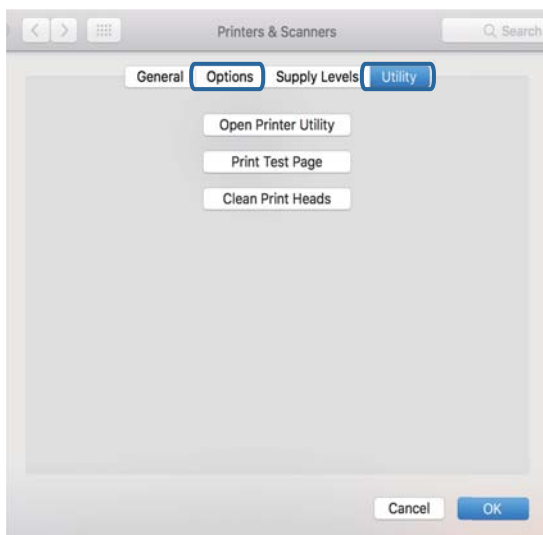 Printers & Scanners Search
General Options Supply Levels Utility
Open Printer Utility
Print Test Page
Clean Print Heads
Cancel OK